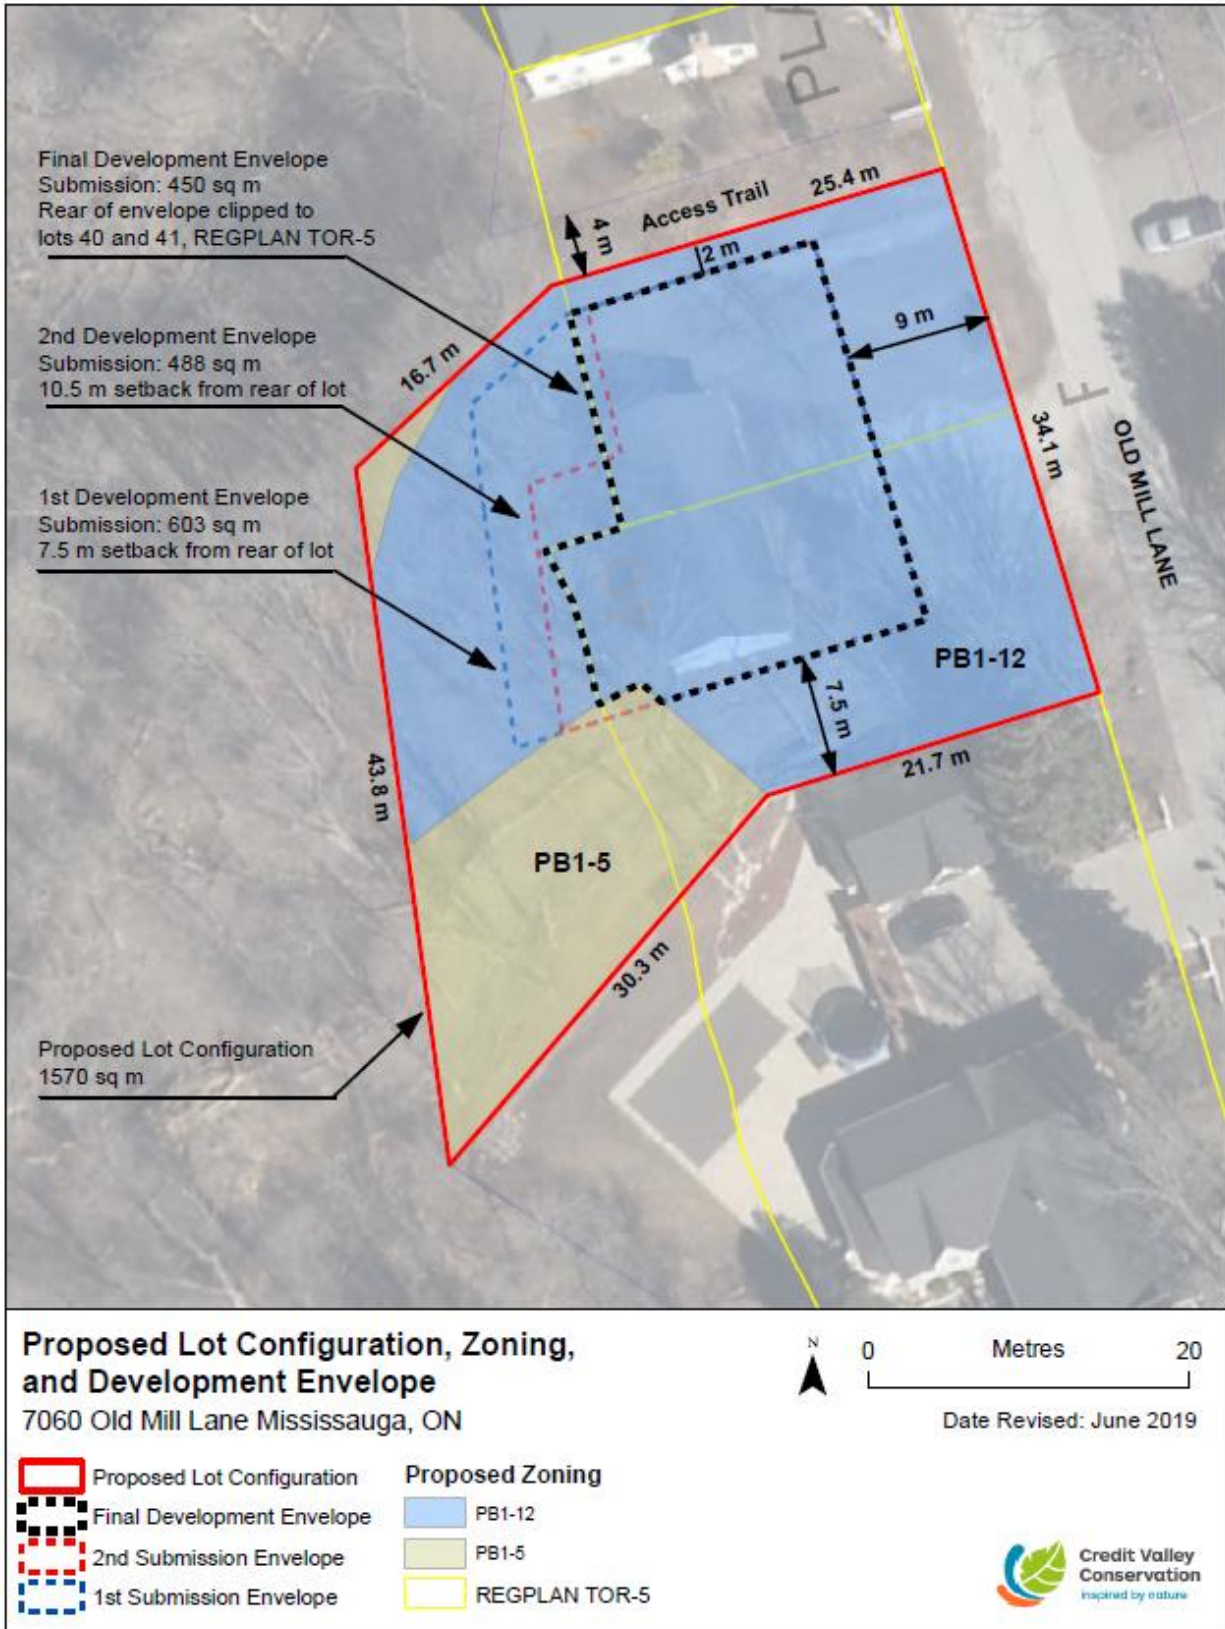 PLA
Final Development Envelope
Submission: 450 sq m
Rear of envelope clipped to
lots 40 and 41, REGPLAN TOR-5
Access Trail
25.4 m
4 m
2 m
9 m
2nd Development Envelope
Submission: 488 sq m
10.5 m setback from rear of lot
16.7 m
F
34.1 m
OLD MILL LANE
1st Development Envelope
Submission: 603 sq m
7.5 m setback from rear of lot
PB1-12
7.5 m
21.7 m
43.8 m
PB1-5
30.3 m
Proposed Lot Configuration
1570 sq m
Proposed Lot Configuration, Zoning,
and Development Envelope
7060 Old Mill Lane Mississauga, ON
N
0 Metres 20
Date Revised: June 2019
Proposed Lot Configuration
Final Development Envelope
2nd Submission Envelope
1st Submission Envelope
Proposed Zoning
PB1-12
PB1-5
REGPLAN TOR-5
Credit Valley
Conservation
inspired by nature